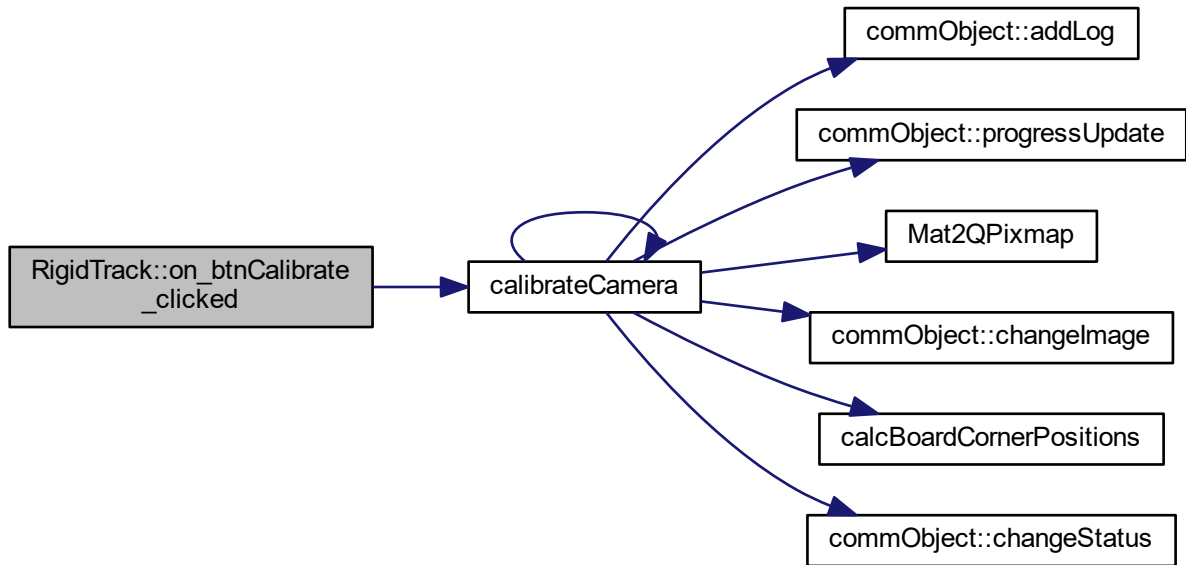 commObject::addLog
commObject::progressUpdate
Mat2QPixmap
RigidTrack::on_btnCalibrate
_clicked
calibrateCamera
commObject::changeImage
calcBoardCornerPositions
commObject::changeStatus